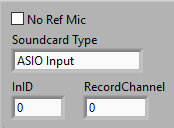 No Ref Mic
Soundcard Type
ASIO Input
InID RecordChannel
0 0